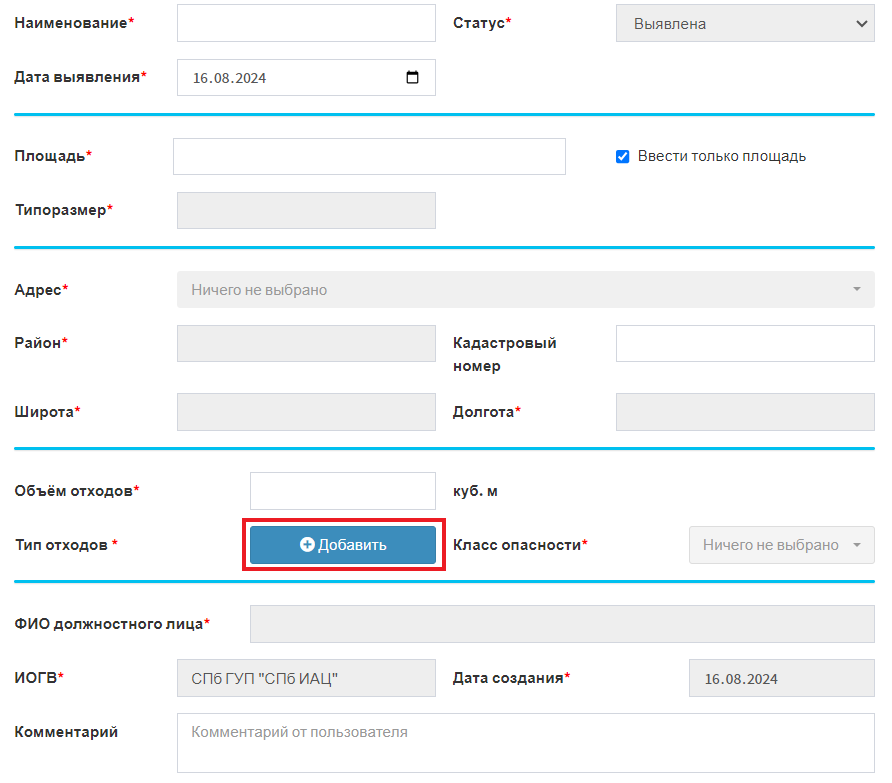 Наименование*
Статус*
Выявлена
Дата выявления*
16.08.2024
Площадь*
Ввести только площадь
Типоразмер*
Адрес*
Ничего не выбрано
Район*
Кадастровый
номер
Широта*
Долгота*
Объём отходов*
куб. м
Тип отходов *
Добавить
Класс опасности*
Ничего не выбрано
ФИО должностного лица*
ИОГВ*
СПб ГУП "СПб ИАЦ"
Дата создания*
16.08.2024
Комментарий
Комментарий от пользователя